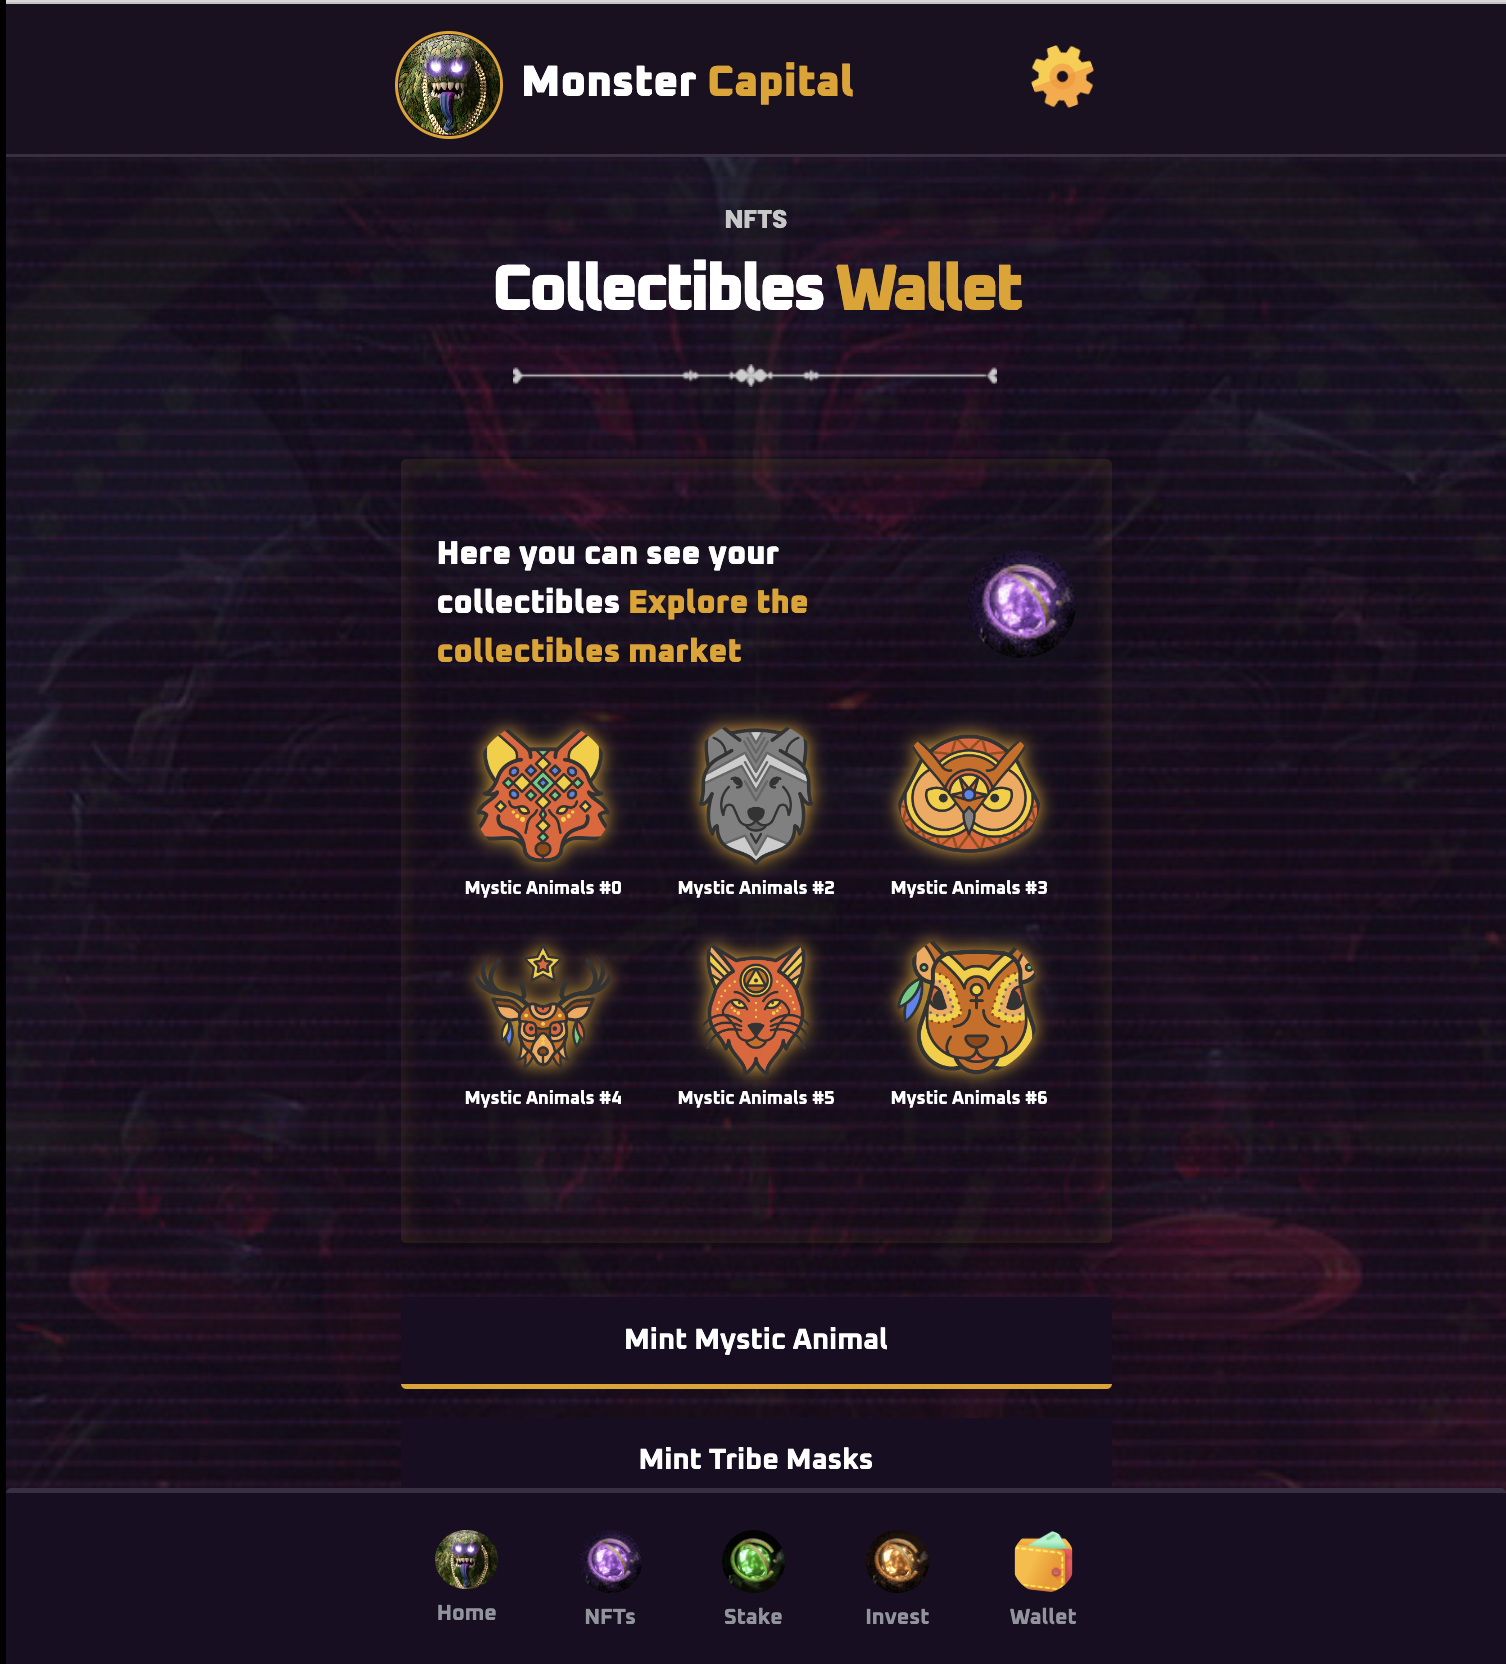 Monster Capital
NFTS
Collectibles Wallet
Here you can see your
collectibles Explore the
collectibles market
Mystic Animals #0
Mystic Animals #2
Mystic Animals #3
Mystic Animals #4
Mystic Animals #5
Mystic Animals #6
Mint Mystic Animal
Mint Tribe Masks
Home
NFTs
Stake
Invest
Wallet